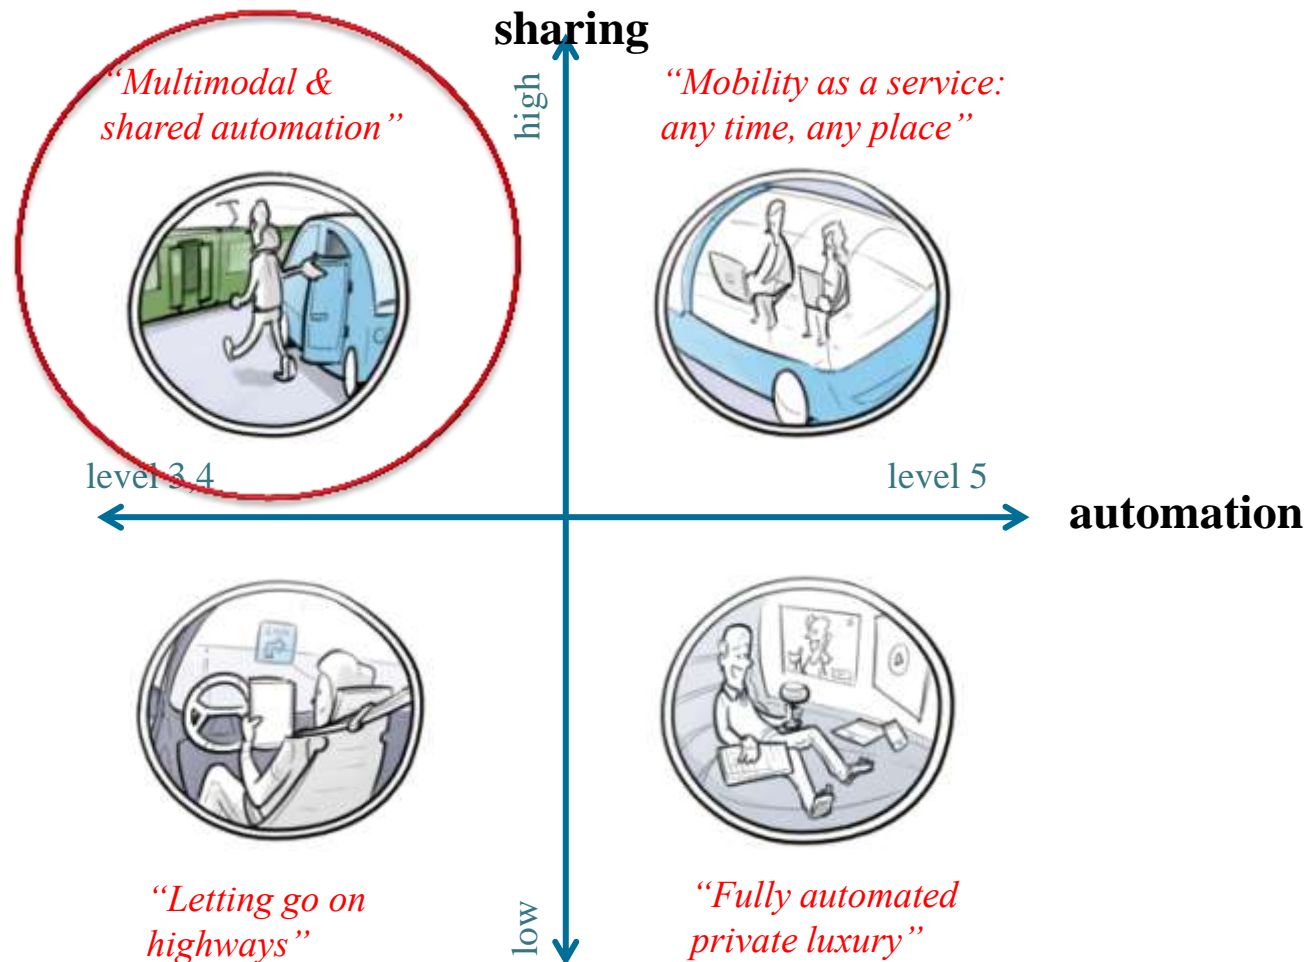 sharing
“Multimodal &
shared automation”
high
“Mobility as a service:
any time, any place”
level 3,4
level 5
automation
“Letting go on
highways”
low
“Fully automated
private luxury”